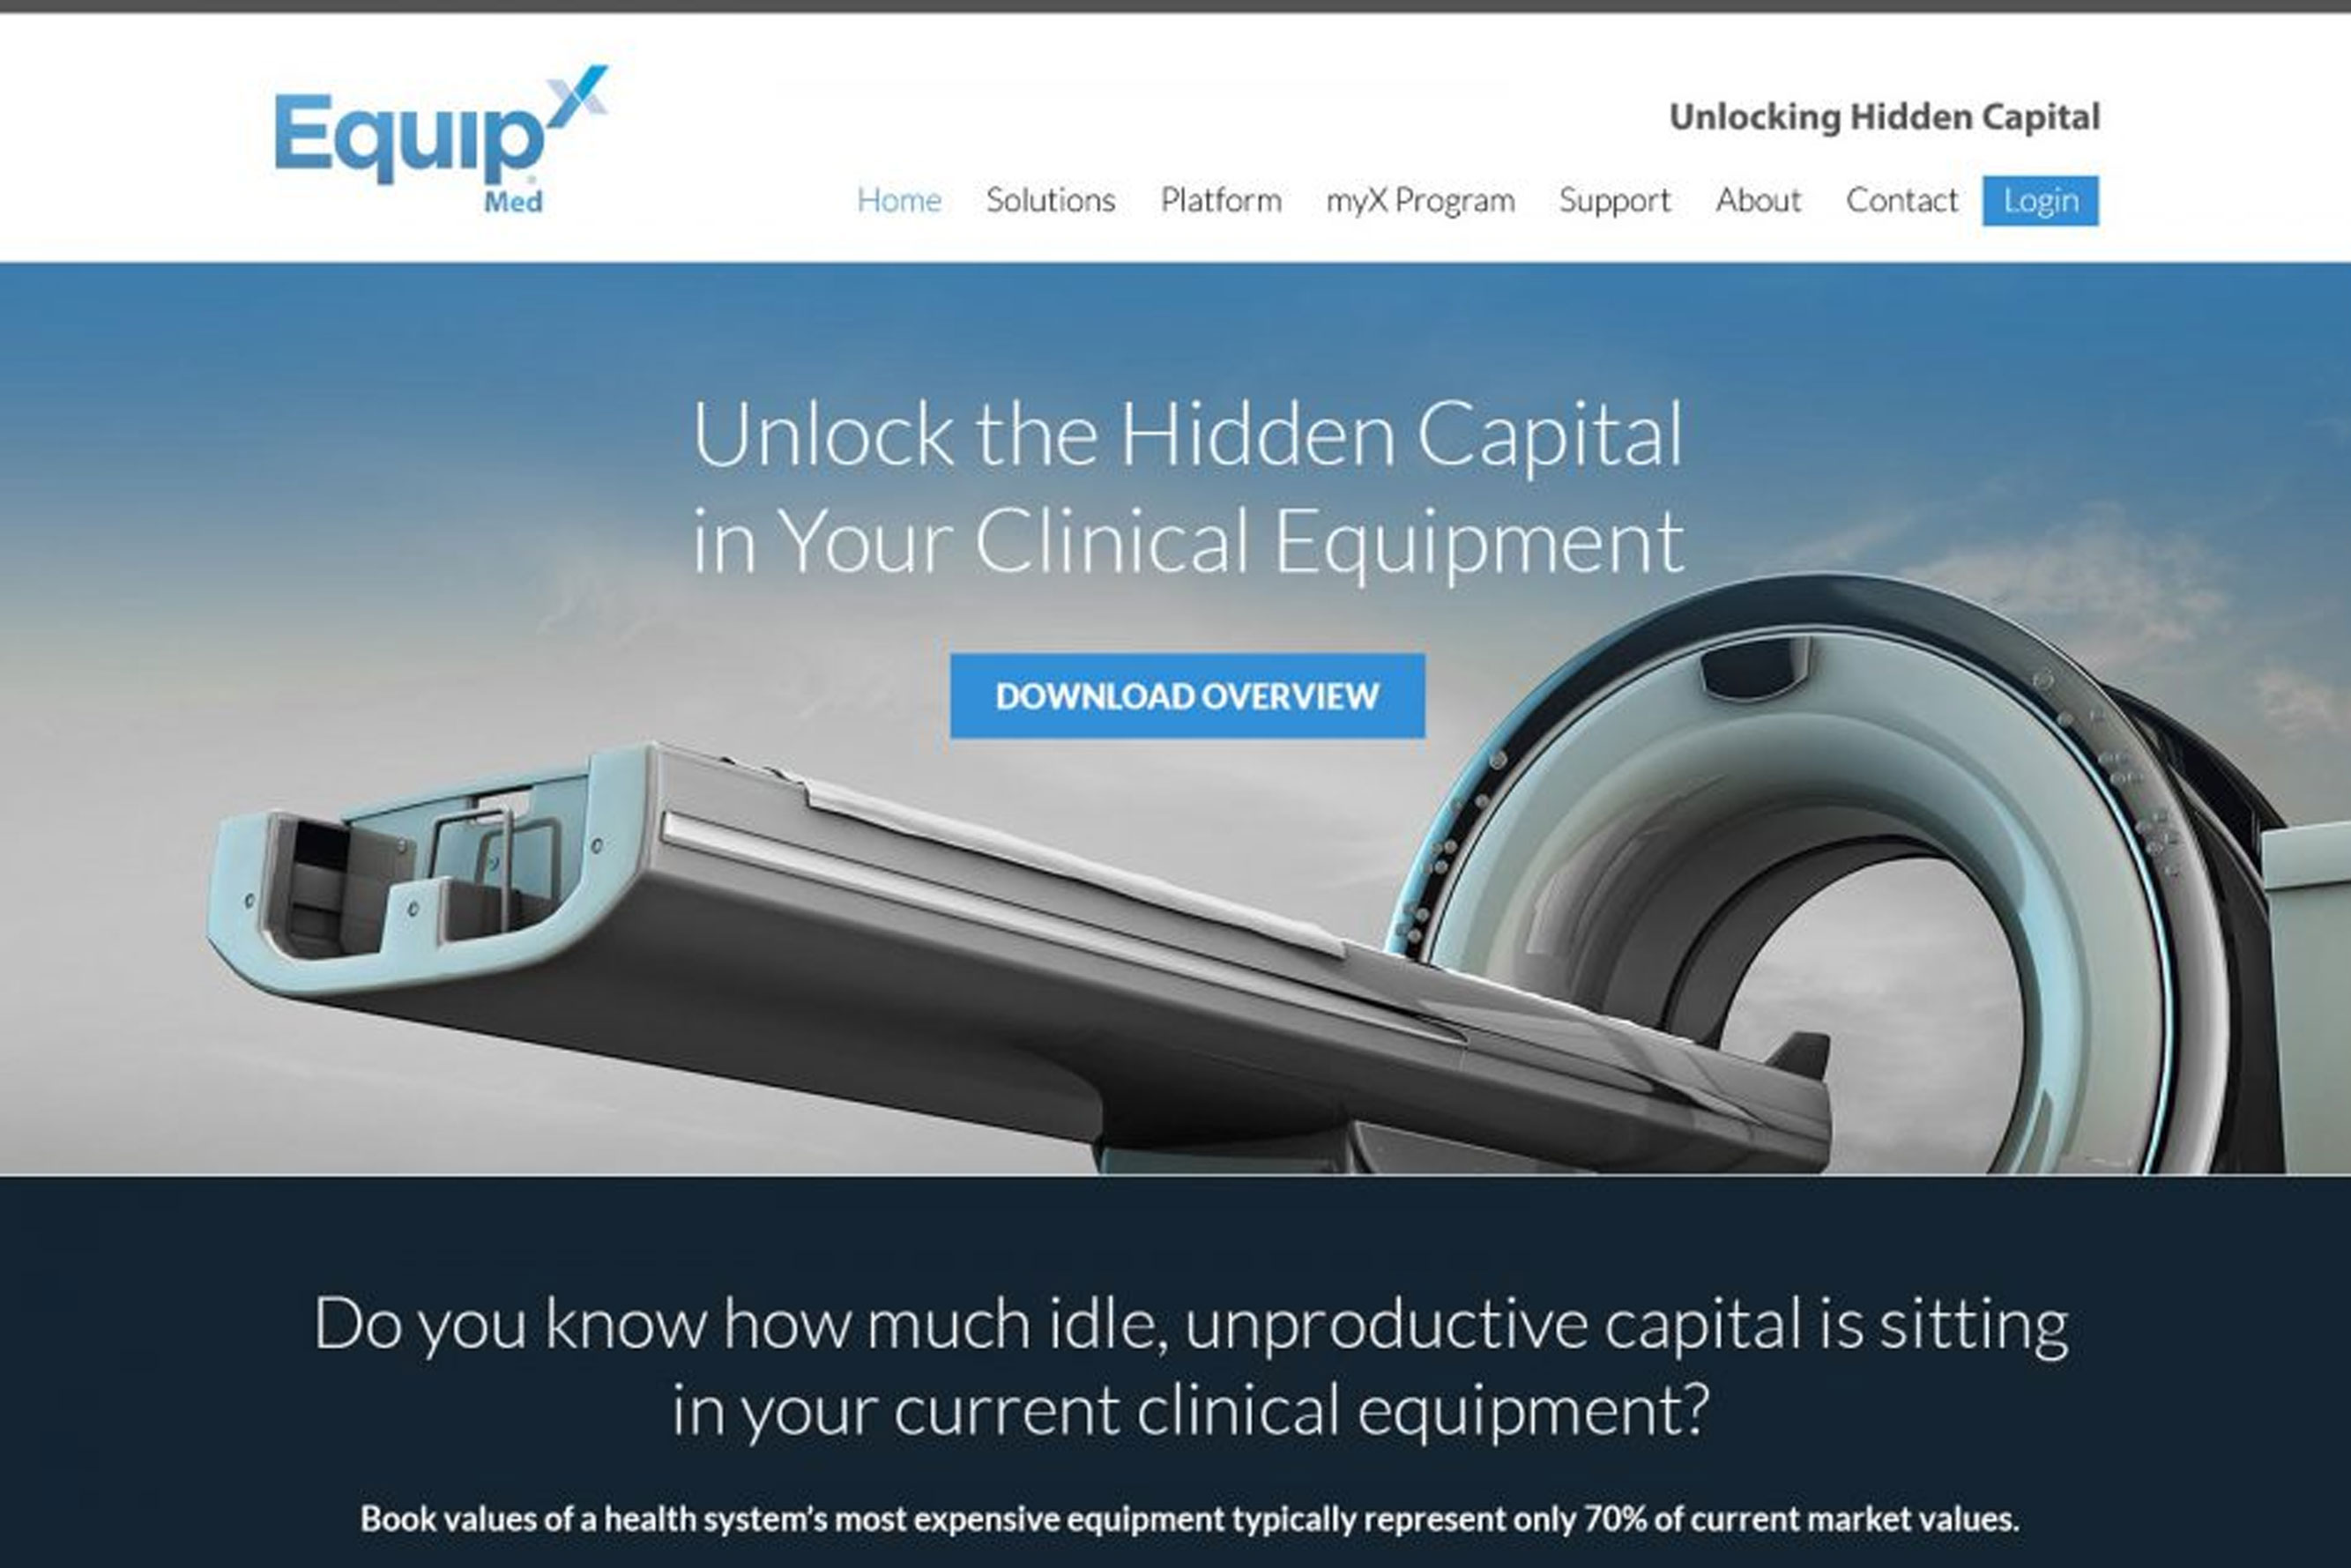 EquipX
Med
Unlocking Hidden Capital
Home Solutions Platform myX Program Support About Contact Login
Unlock the Hidden Capital
in Your Clinical Equipment
DOWNLOAD OVERVIEW
Do you know how much idle, unproductive capital is sitting
in your current clinical equipment?
Book values of a health system’s most expensive equipment typically represent only 70% of current market values.